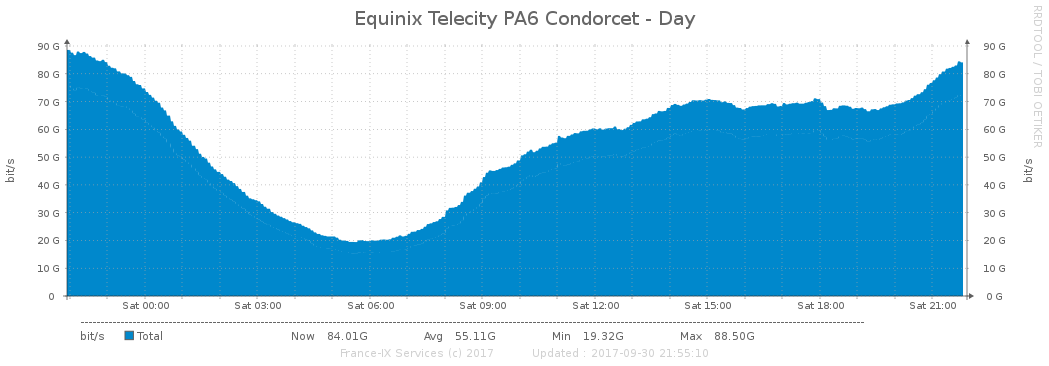 Equinix Telecity PA6 Condorcet - Day
RRDTOOL / TOBI OETIKER
bit/s
90 G
80 G
70 G
60 G
50 G
40 G
30 G
20 G
10 G
0
90 G
80 G
70 G
60 G
50 G
40 G
30 G
20 G
10 G
0 G
bit/s
Sat 00:00 Sat 03:00 Sat 06:00 Sat 09:00 Sat 12:00 Sat 15:00 Sat 18:00 Sat 21:00
bit/s Total Now 84.01G Avg 55.11G Min 19.32G Max 88.50G
France-IX Services (c) 2017 Updated : 2017-09-30 21:55:10